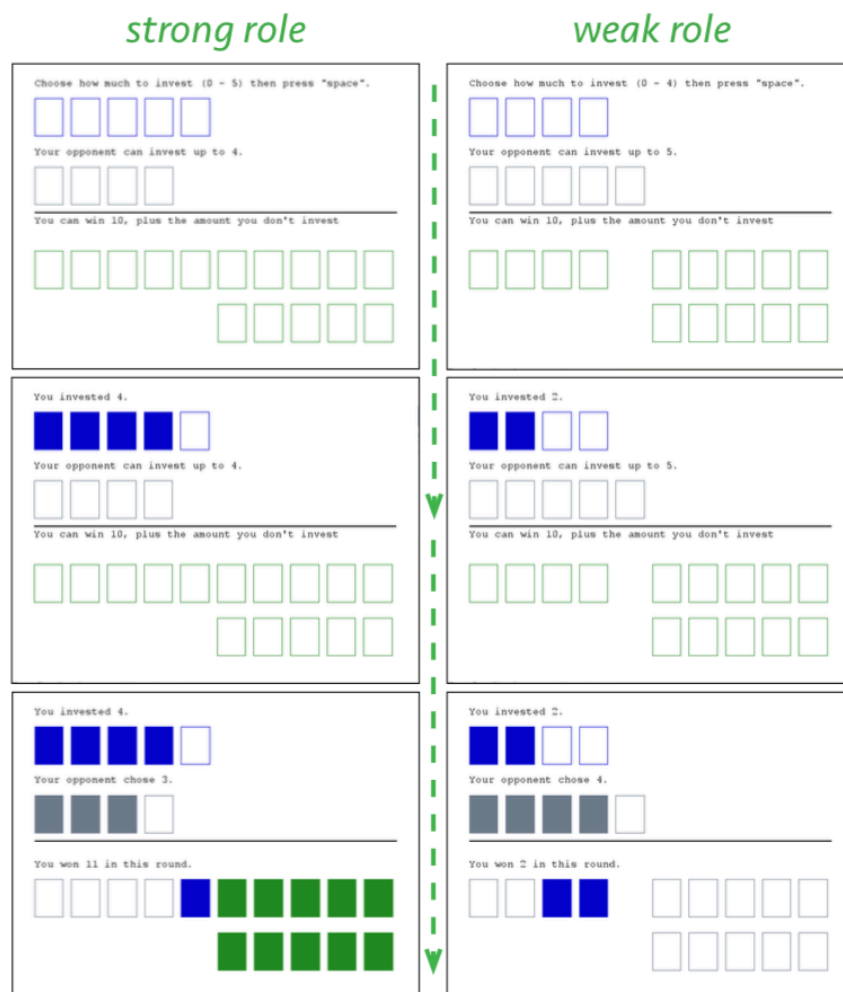 strong role
weak role
Choose how much to invest (0 - 5) then press "space".
Your opponent can invest up to 4.
You can win 10, plus the amount you don't invest
Choose how much to invest (0 - 4) then press "space".
Your opponent can invest up to 5.
You can win 10, plus the amount you don't invest
You invested 4.
Your opponent can invest up to 4.
You can win 10, plus the amount you don't invest
You invested 2.
Your opponent can invest up to 5.
You can win 10, plus the amount you don't invest
You invested 4.
Your opponent chose 3.
You won 11 in this round.
You invested 2.
Your opponent chose 4.
You won 2 in this round.